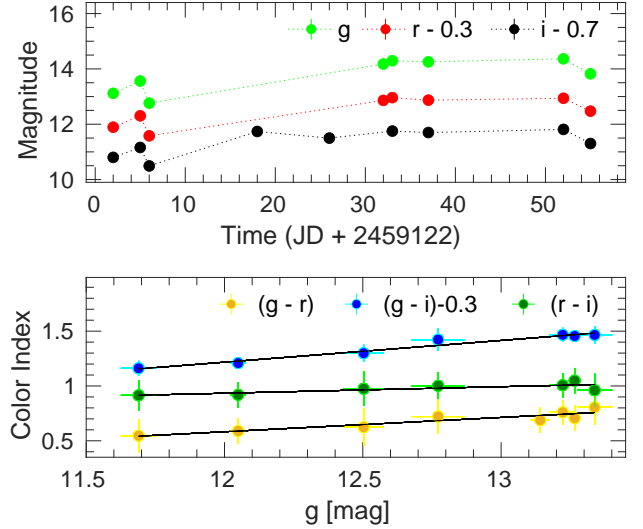 16
14
12
10
Magnitude
g
r - 0.3
i - 0.7
0 10 20 30 40 50
Time (JD + 2459122)
1.5
1
0.5
Color Index
(g - r)
(g - i)-0.3
(r - i)
11.5 12 12.5 13
g [mag]